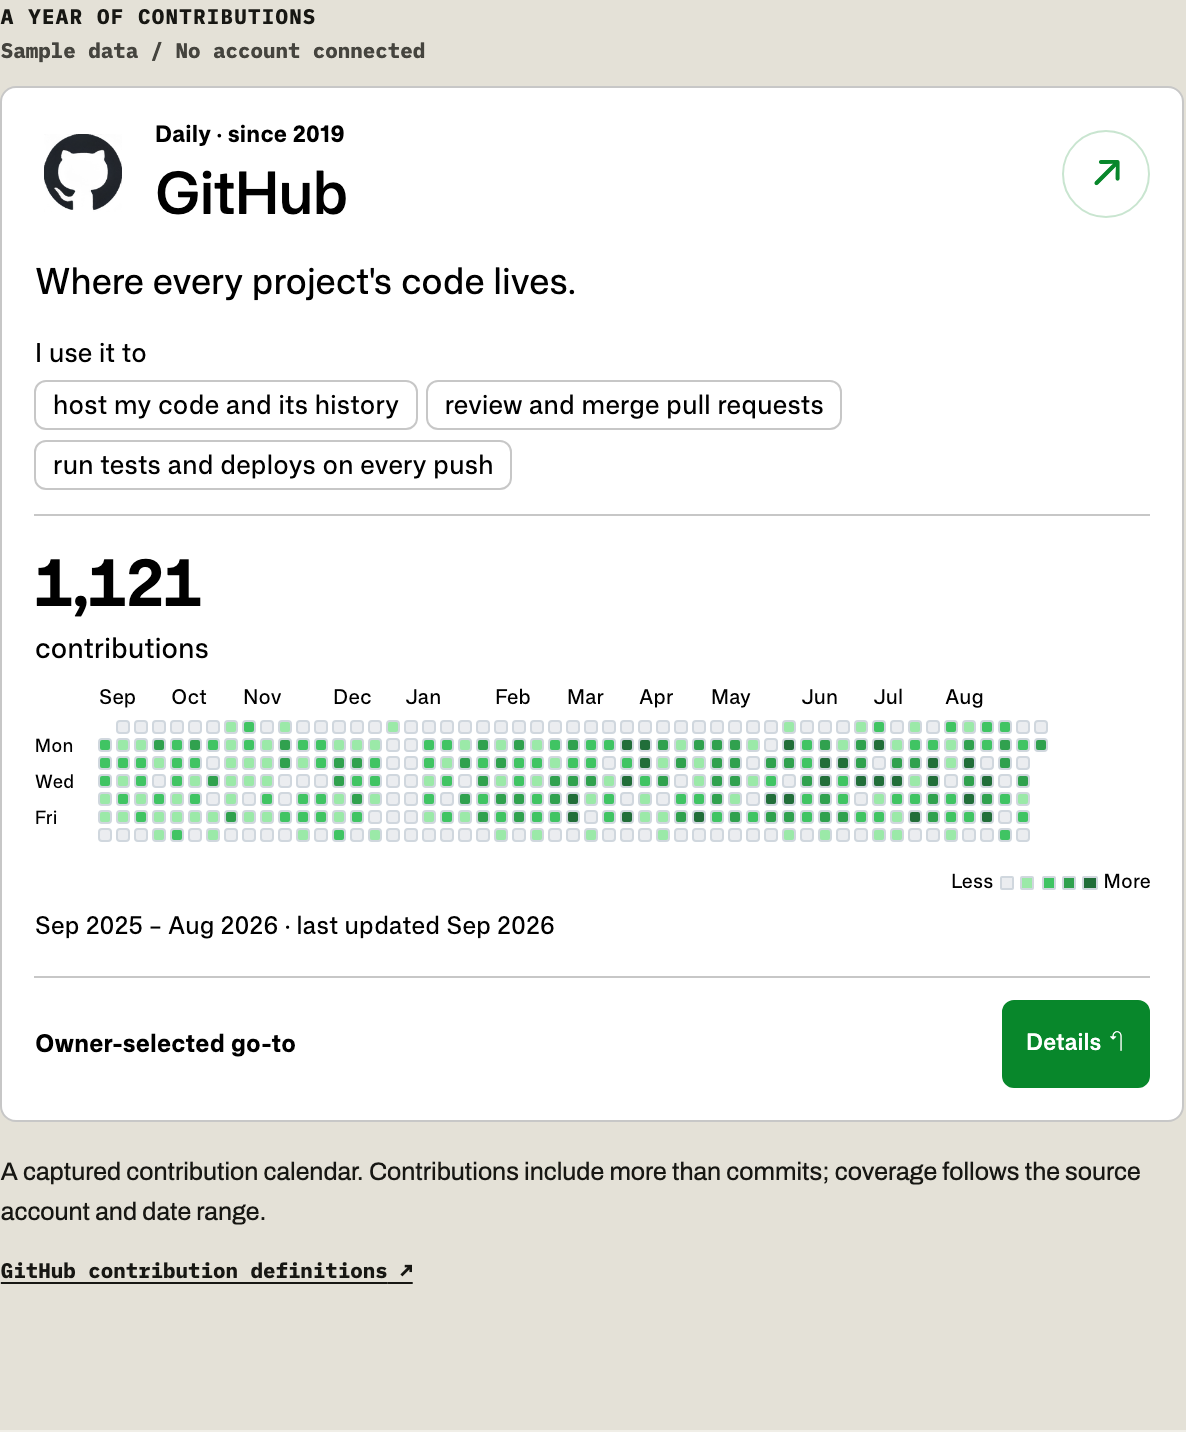 A YEAR OF CONTRIBUTIONS
Sample data / No account connected
Daily · since 2019
GitHub
Where every project's code lives.
I use it to
host my code and its history
review and merge pull requests
run tests and deploys on every push
1,121
contributions
Sep Oct Nov Dec Jan Feb Mar Apr May Jun Jul Aug
Mon
Wed
Fri
Less More
Sep 2025 – Aug 2026 · last updated Sep 2026
Owner-selected go-to
Details
A captured contribution calendar. Contributions include more than commits; coverage follows the source
account and date range.
GitHub contribution definitions ↗